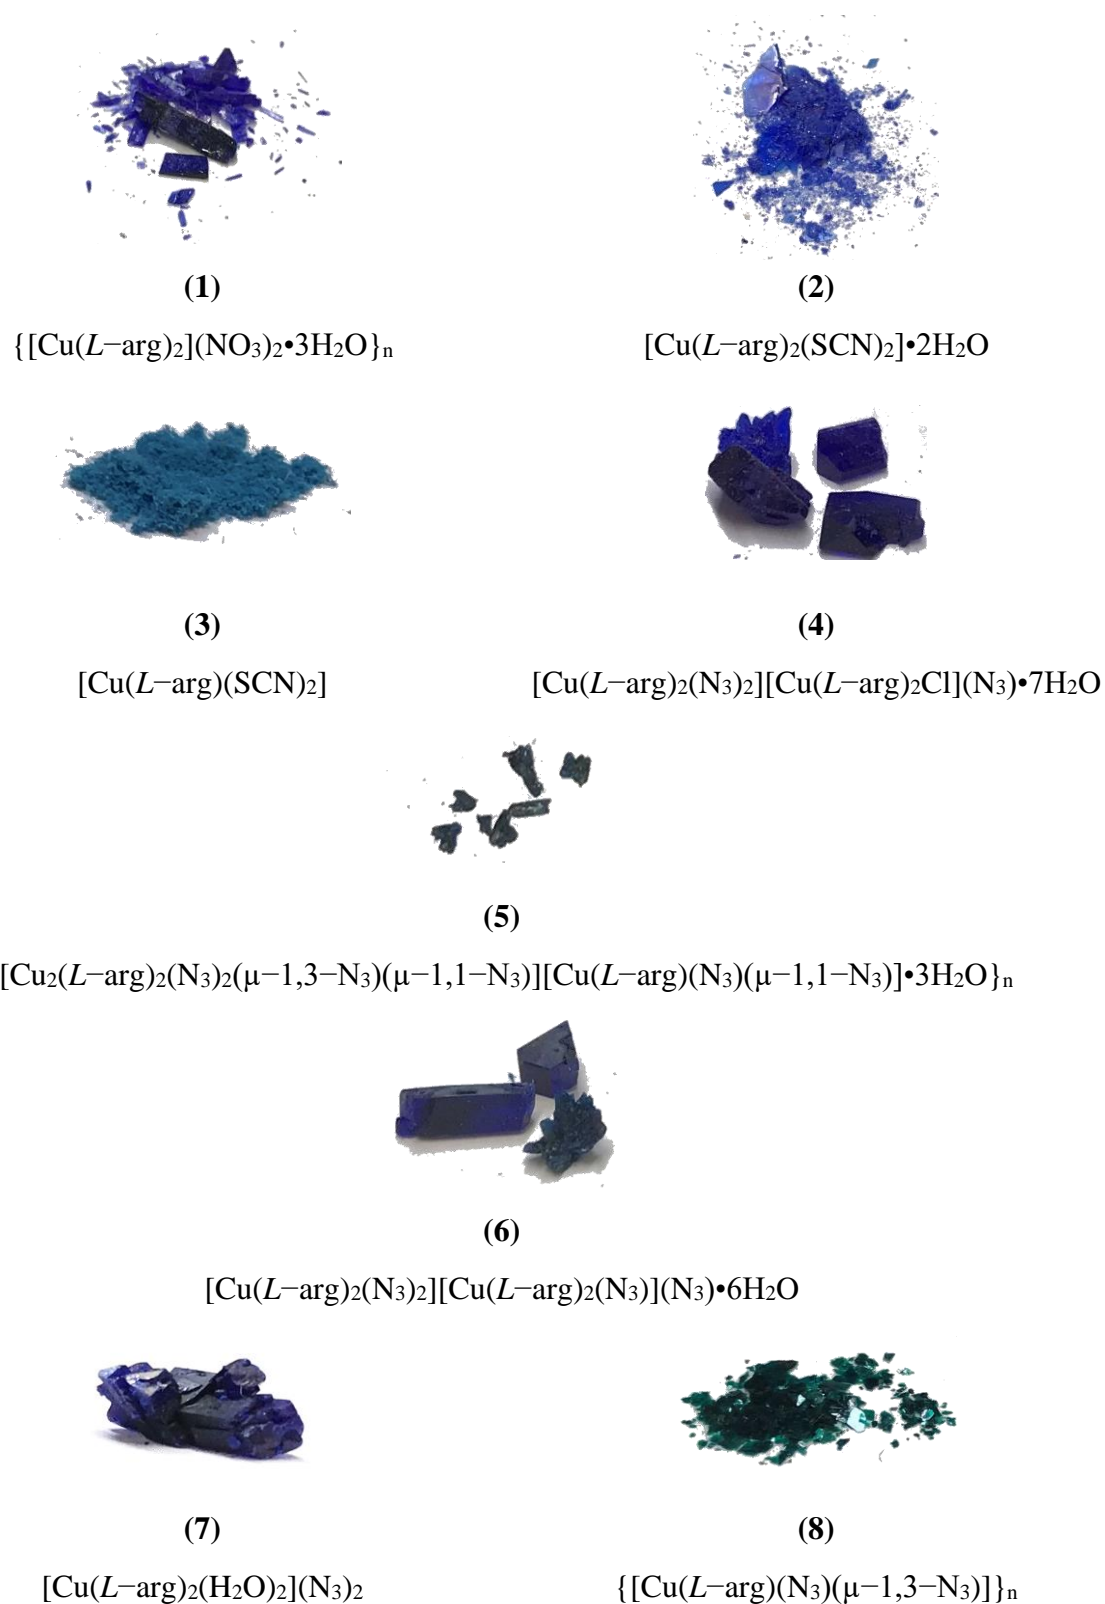 (1) (2)
{[Cu(L−arg)₂](NO₃)₂•3H₂O}ₙ [Cu(L−arg)₂(SCN)₂]•2H₂O
(3) (4)
[Cu(L−arg)(SCN)₂] [Cu(L−arg)₂(N₃)₂][Cu(L−arg)₂Cl](N₃)•7H₂O
(5)
[Cu₂(L−arg)₂(N₃)₂(μ−1,3−N₃)(μ−1,1−N₃)][Cu(L−arg)(N₃)(μ−1,1−N₃)]•3H₂O}ₙ
(6)
[Cu(L−arg)₂(N₃)₂][Cu(L−arg)₂(N₃)](N₃)•6H₂O
(7) (8)
[Cu(L−arg)₂(H₂O)₂](N₃)₂ {[Cu(L−arg)(N₃)(μ−1,3−N₃)]}ₙ